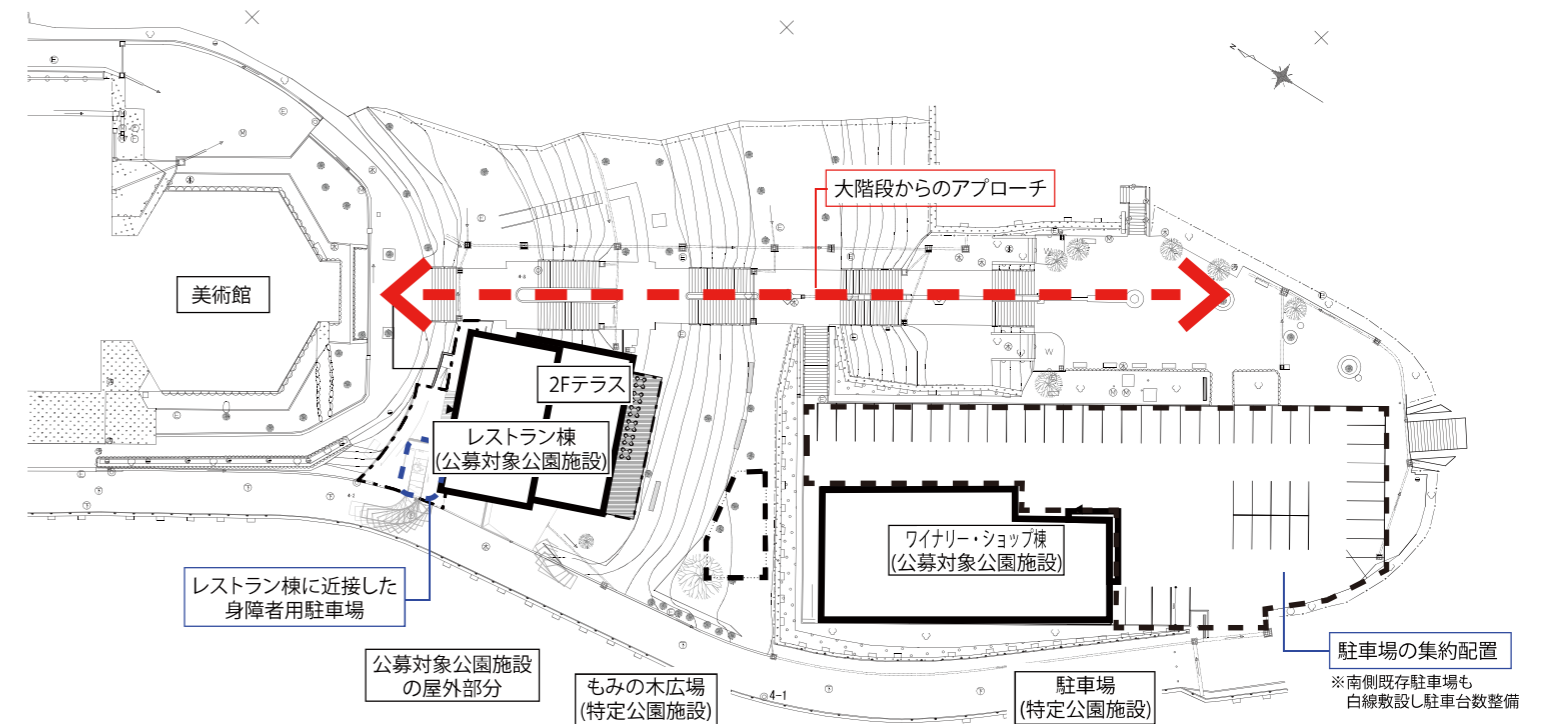 N
大階段からのアプローチ
美術館
2Fテラス
レストラン棟
(公募対象公園施設)
ワイナリー・ショップ棟
(公募対象公園施設)
レストラン棟に近接した
身障者用駐車場
公募対象公園施設
の屋外部分
もみの木広場
(特定公園施設)
4-1
駐車場
(特定公園施設)
駐車場の集約配置
※南側既存駐車場も
白線敷設し駐車台数整備